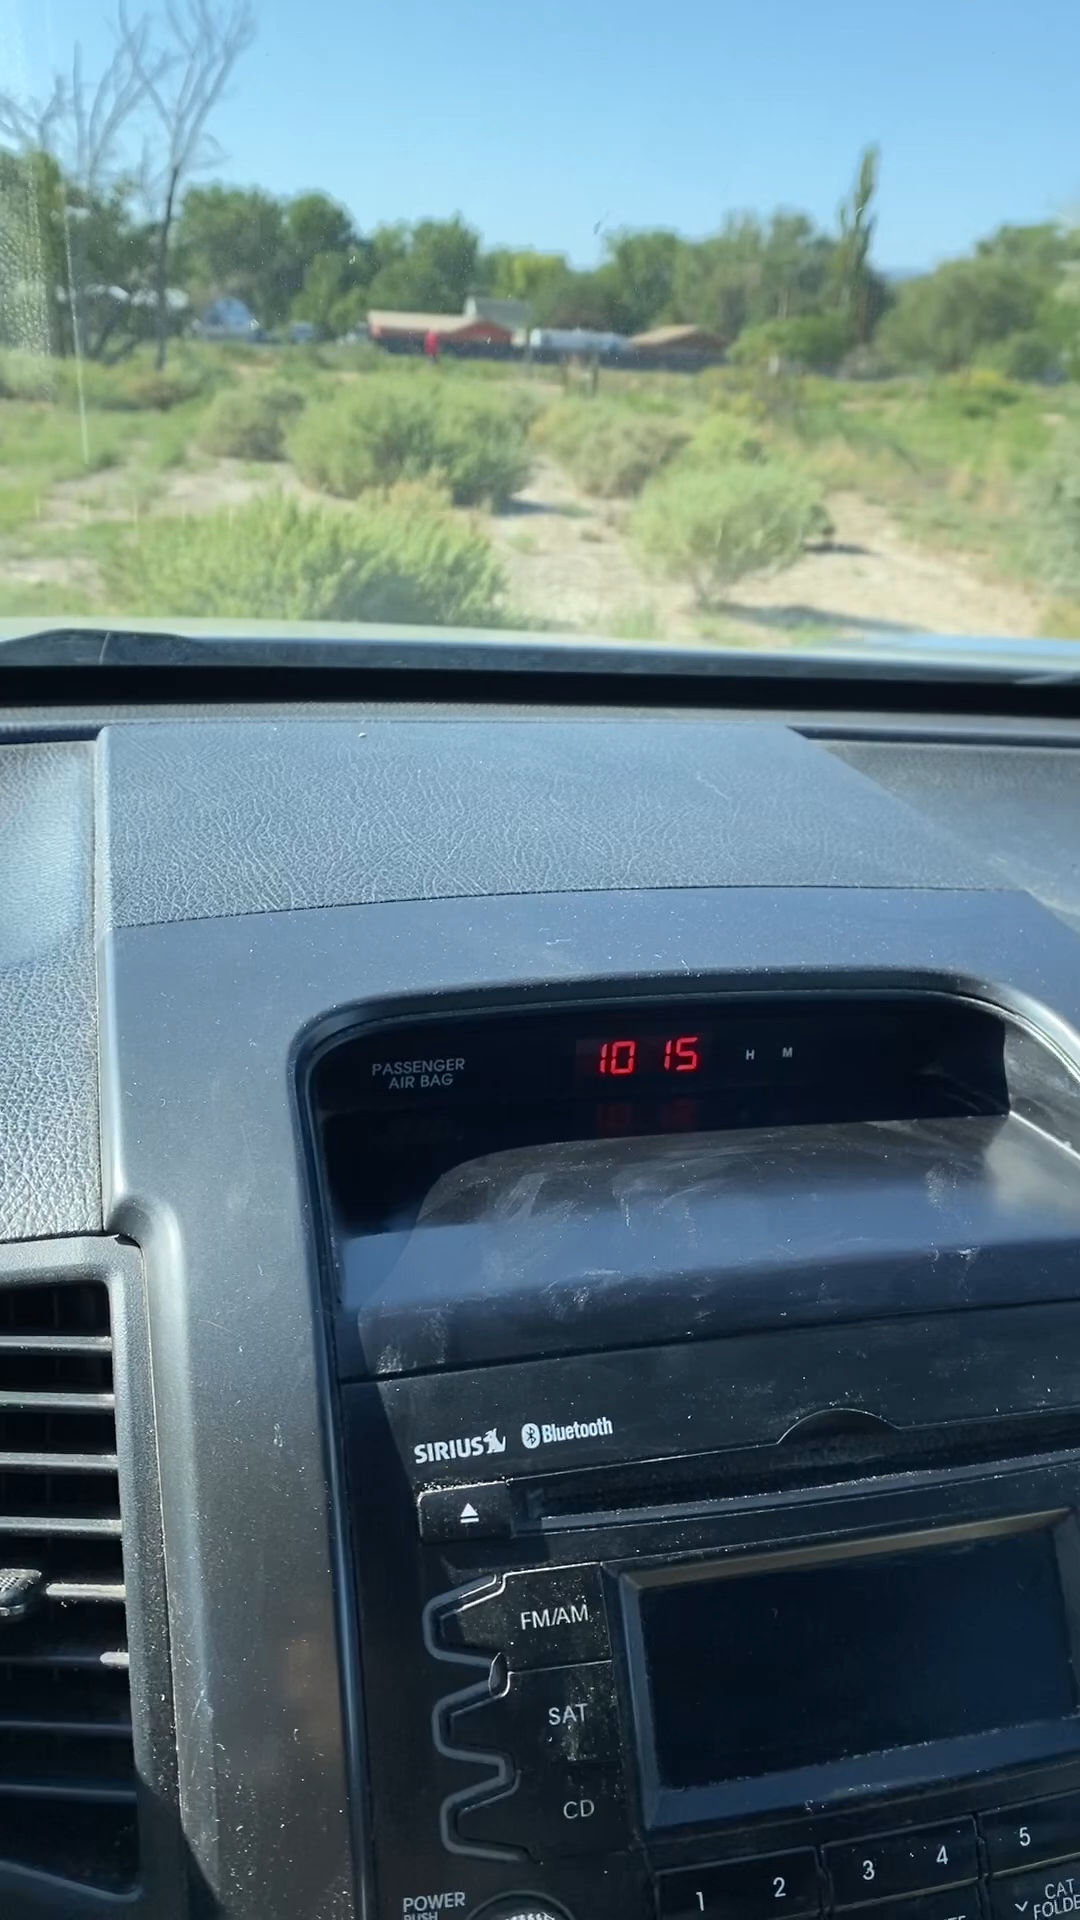 PASSENGER
AIR BAG
10 15
H M
SIRIUS Bluetooth
FM/AM
SAT
CD
1 2 3 4 5
POWER
PUSH
CAT
FOLDE